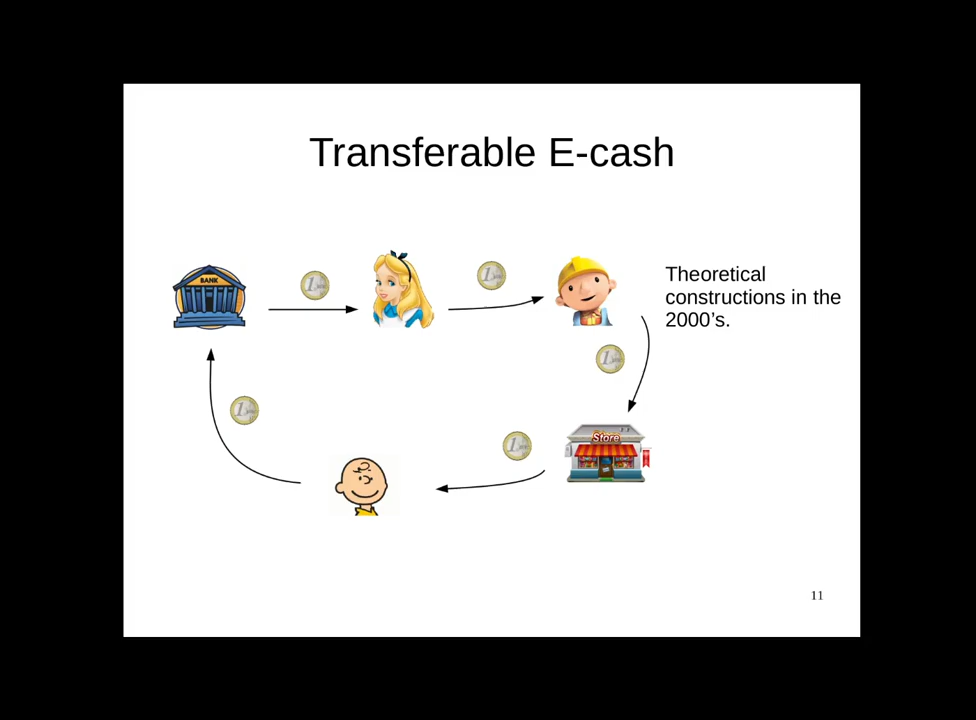 Transferable E-cash
BANK
Theoretical
constructions in the
2000's.
Store
11